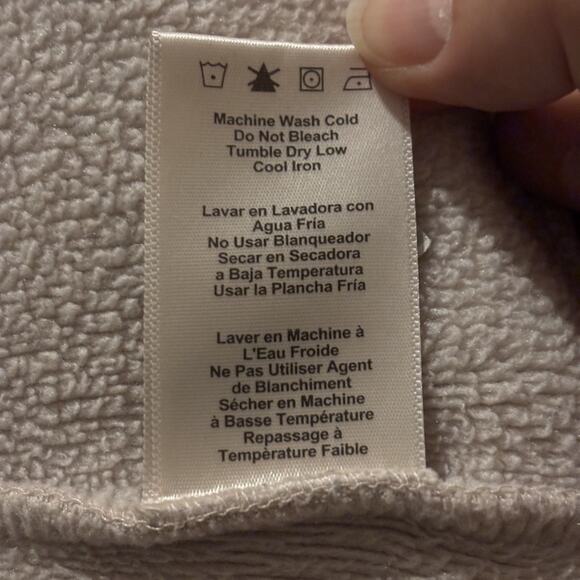 Machine Wash Cold
Do Not Bleach
Tumble Dry Low
Cool Iron
Lavar en Lavadora con
Agua Fría
No Usar Blanqueador
Secar en Secadora
a Baja Temperatura
Usar la Plancha Fría
Laver en Machine à
L'Eau Froide
Ne Pas Utiliser Agent
de Blanchiment
Sécher en Machine
à Basse Température
Repassage à
Tempèrature Faible